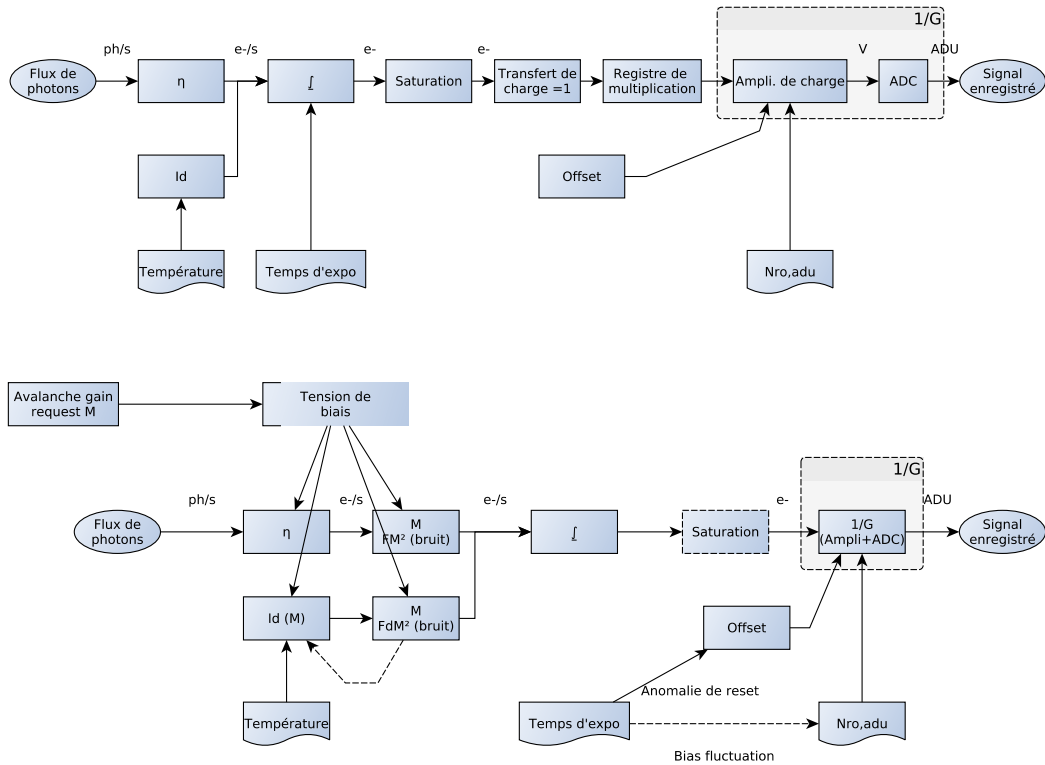 1/G
ph/s
e-/s
e-
e-
V
ADU
Flux de
photons
η
∫
Saturation
Transfert de
charge =1
Registre de
multiplication
Ampli. de charge
ADC
Signal
enregistré
Id
Offset
Température
Temps d'expo
Nro,adu
Avalanche gain
request M
Tension de
biais
1/G
ph/s
e-/s
e-/s
e-
ADU
Flux de
photons
η
M
FM² (bruit)
∫
Saturation
1/G
(Ampli+ADC)
Signal
enregistré
Id (M)
M
FdM² (bruit)
Offset
Anomalie de reset
Température
Temps d'expo
Nro,adu
Bias fluctuation